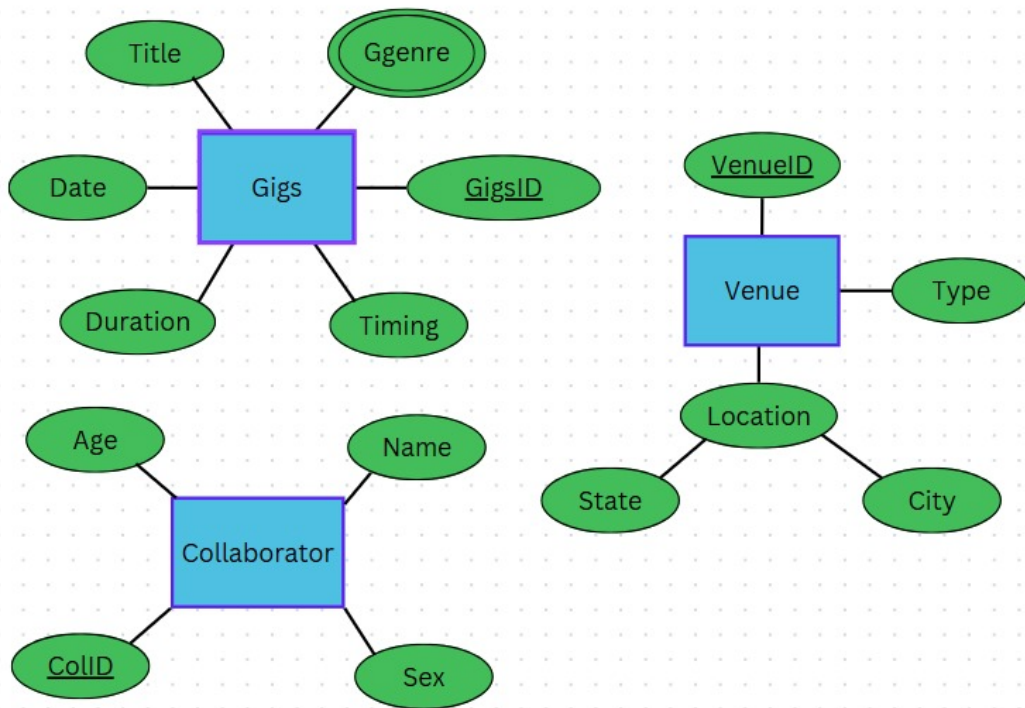 Title
Ggenre
Date
Gigs
GigsID
Duration
Timing
VenueID
Venue
Type
Location
State
City
Age
Name
Collaborator
ColID
Sex